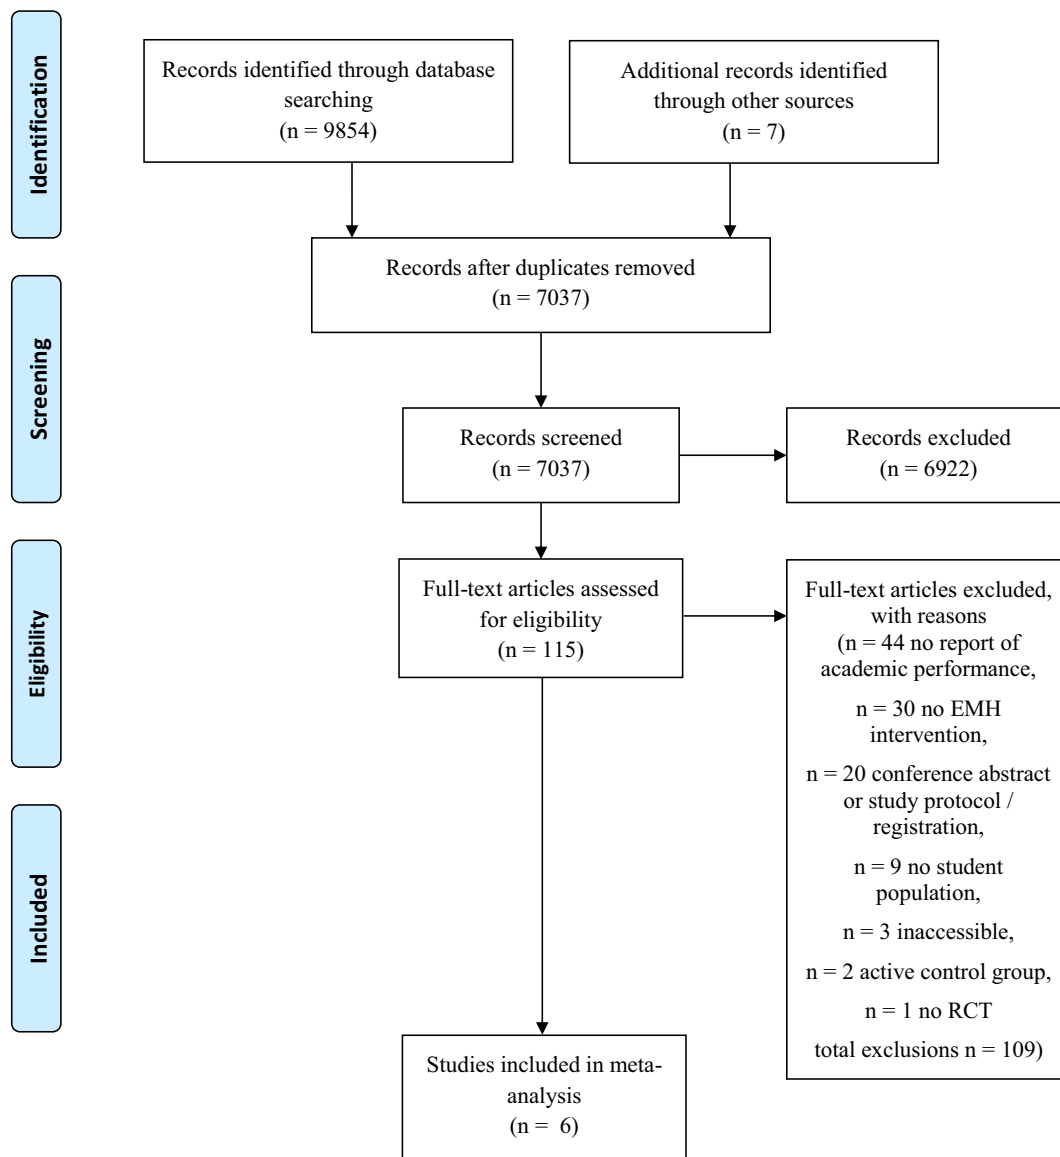 Identification
Records identified through database
searching
(n = 9854)
Additional records identified
through other sources
(n = 7)
Records after duplicates removed
(n = 7037)
Screening
Records screened
(n = 7037)
Records excluded
(n = 6922)
Eligibility
Full-text articles assessed
for eligibility
(n = 115)
Full-text articles excluded,
with reasons
(n = 44 no report of
academic performance,
n = 30 no EMH
intervention,
n = 20 conference abstract
or study protocol /
registration,
n = 9 no student
population,
n = 3 inaccessible,
n = 2 active control group,
n = 1 no RCT
total exclusions n = 109)
Included
Studies included in meta-
analysis
(n = 6)